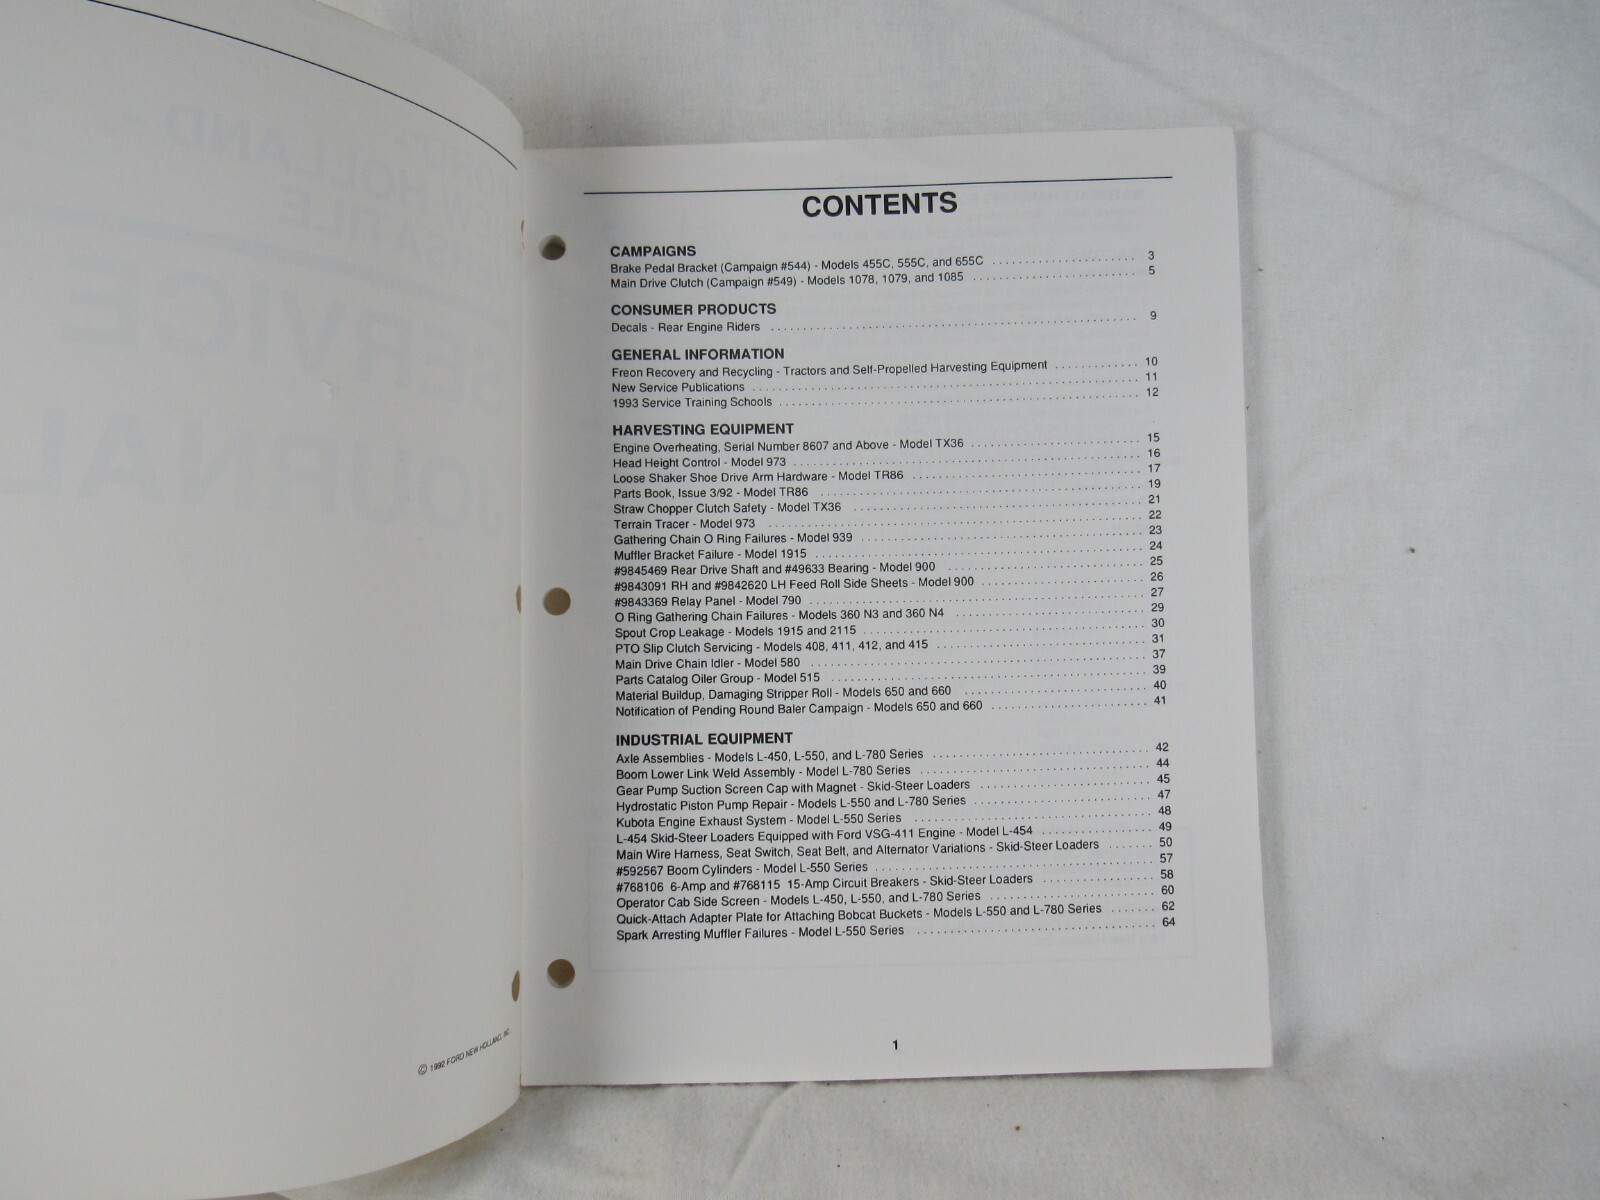 © 1992 FORD NEW HOLLAND, INC.
CONTENTS
CAMPAIGNS
Brake Pedal Bracket (Campaign #544) - Models 455C, 555C, and 655C 3
Main Drive Clutch (Campaign #549) - Models 1078, 1079, and 1085 5
CONSUMER PRODUCTS
Decals - Rear Engine Riders 9
GENERAL INFORMATION
Freon Recovery and Recycling - Tractors and Self-Propelled Harvesting Equipment 10
New Service Publications 11
1993 Service Training Schools 12
HARVESTING EQUIPMENT
Engine Overheating, Serial Number 8607 and Above - Model TX36 15
Head Height Control - Model 973 16
Loose Shaker Shoe Drive Arm Hardware - Model TR86 17
Parts Book, Issue 3/92 - Model TR86 19
Straw Chopper Clutch Safety - Model TX36 21
Terrain Tracer - Model 973 22
Gathering Chain O Ring Failures - Model 939 23
Muffler Bracket Failure - Model 1915 24
#9845469 Rear Drive Shaft and #49633 Bearing - Model 900 25
#9843091 RH and #9842620 LH Feed Roll Side Sheets - Model 900 26
#9843369 Relay Panel - Model 790 27
O Ring Gathering Chain Failures - Models 360 N3 and 360 N4 29
Spout Crop Leakage - Models 1915 and 2115 30
PTO Slip Clutch Servicing - Models 408, 411, 412, and 415 31
Main Drive Chain Idler - Model 580 37
Parts Catalog Oiler Group - Model 515 39
Material Buildup, Damaging Stripper Roll - Models 650 and 660 40
Notification of Pending Round Baler Campaign - Models 650 and 660 41
INDUSTRIAL EQUIPMENT
Axle Assemblies - Models L-450, L-550, and L-780 Series 42
Boom Lower Link Weld Assembly - Model L-780 Series 44
Gear Pump Suction Screen Cap with Magnet - Skid-Steer Loaders 45
Hydrostatic Piston Pump Repair - Models L-550 and L-780 Series 47
Kubota Engine Exhaust System - Model L-550 Series 48
L-454 Skid-Steer Loaders Equipped with Ford VSG-411 Engine - Model L-454 49
Main Wire Harness, Seat Switch, Seat Belt, and Alternator Variations - Skid-Steer Loaders 50
#592567 Boom Cylinders - Model L-550 Series 57
#768106 6-Amp and #768115 15-Amp Circuit Breakers - Skid-Steer Loaders 58
Operator Cab Side Screen - Models L-450, L-550, and L-780 Series 60
Quick-Attach Adapter Plate for Attaching Bobcat Buckets - Models L-550 and L-780 Series 62
Spark Arresting Muffler Failures - Model L-550 Series 64
1